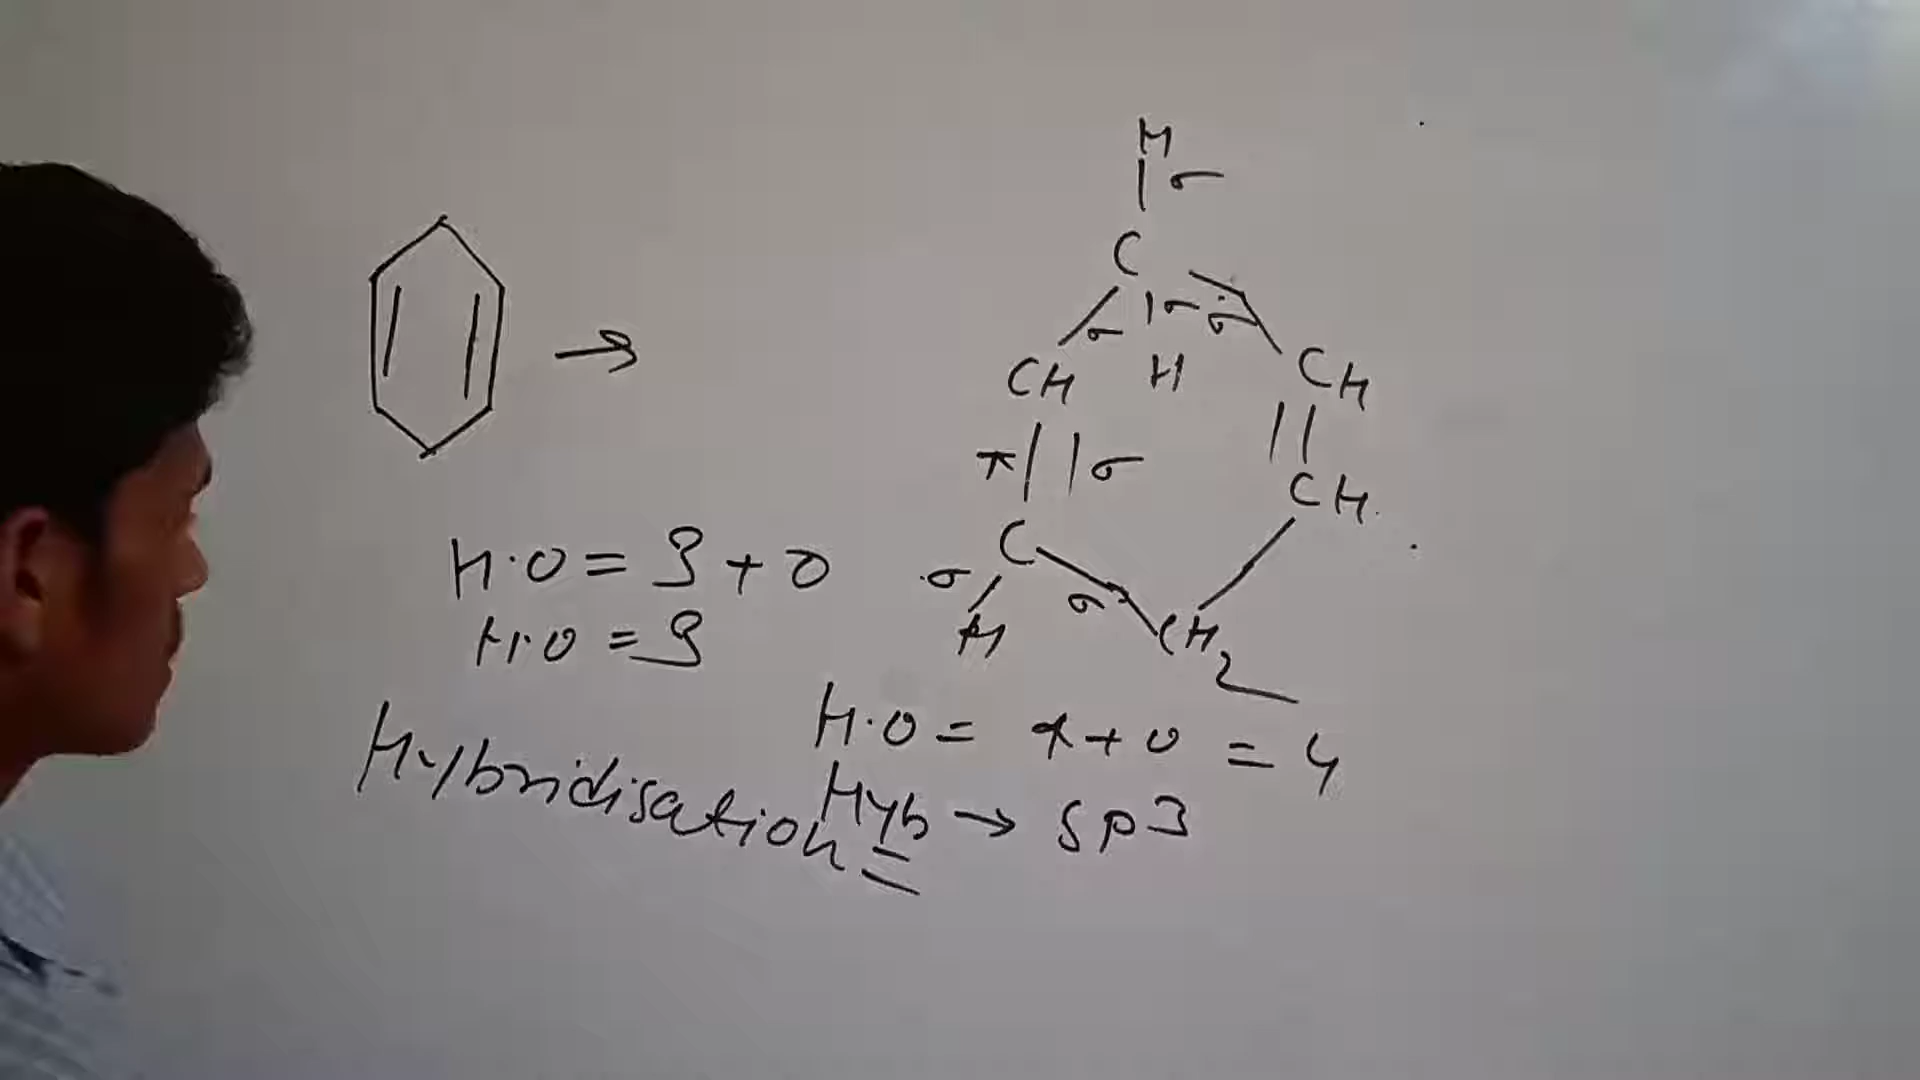 H
σ
C
σ σ σ
CH H CH
π σ
CH
C
σ σ
H CH2
H.O = 3 + 0
H.O = 3
H.O = 4 + 0 = 4
Hybridisation =
Hyb → sp3